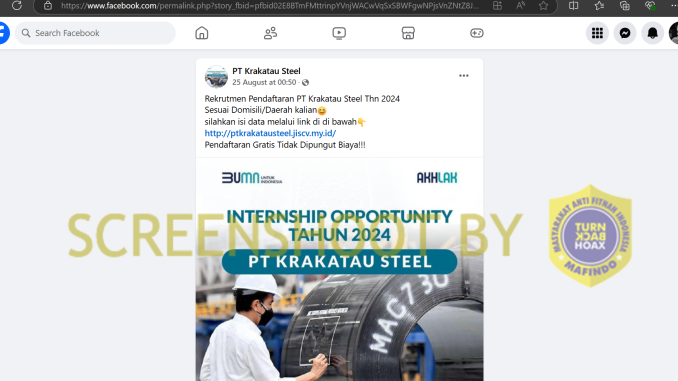 https://www.facebook.com/permalink.php?story_fbid=pfbid02E8BTmFMttrinpYVnjWACwVqSxSBWFgwNPjsVnZNtZ8J...
Search Facebook
PT Krakatau Steel
25 August at 00:50
Rekrutmen Pendaftaran PT Krakatau Steel Thn 2024
Sesuai Domisili/Daerah kalian😊
silahkan isi data melalui link di di bawah👇
http://ptkrakatausteel.jiscv.my.id/
Pendaftaran Gratis Tidak Dipungut Biaya!!!
BUMN UNTUK INDONESIA
AKHLAK
INTERNSHIP OPPORTUNITY
TAHUN 2024
PT KRAKATAU STEEL
SCREENSHOOT BY
MASYARAKAT ANTI FITNAH INDONESIA
TURN
BACK
HOAX
MAFINDO